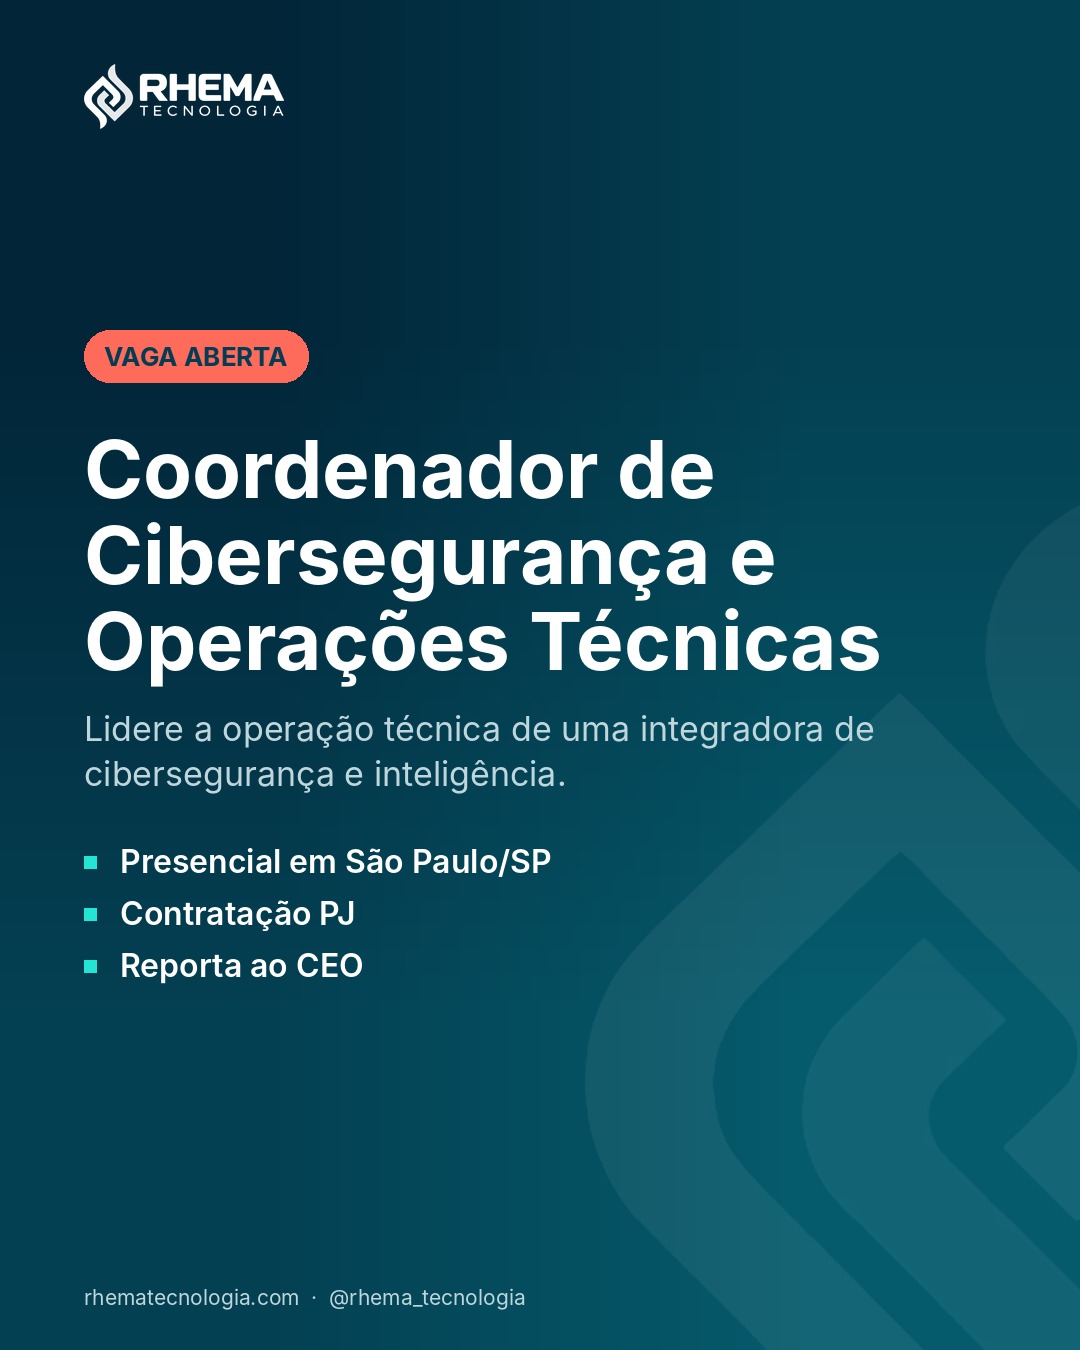 RHEMA
TECNOLOGIA
VAGA ABERTA
Coordenador de
Cibersegurança e
Operações Técnicas
Lidere a operação técnica de uma integradora de
cibersegurança e inteligência.
Presencial em São Paulo/SP
Contratação PJ
Reporta ao CEO
rhematecnologia.com · @rhema_tecnologia